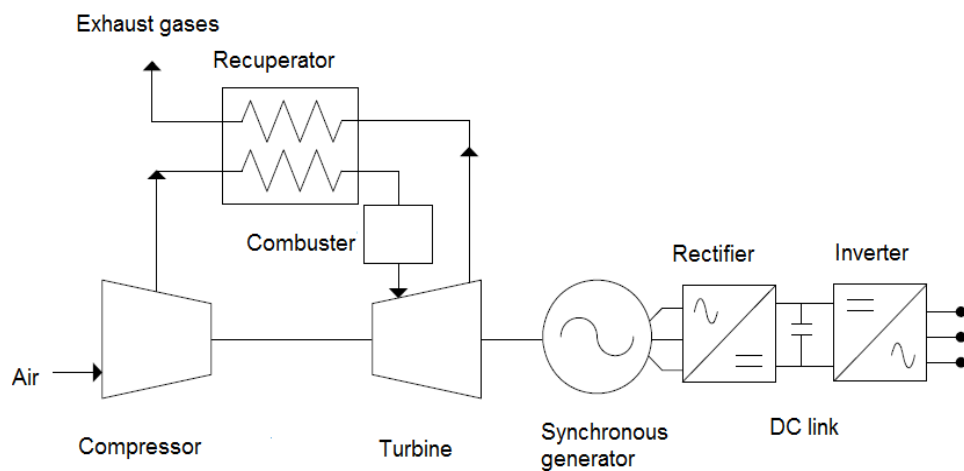 Exhaust gases
Recuperator
Combuster
Rectifier
Inverter
Air
Compressor
Turbine
Synchronous
generator
DC link